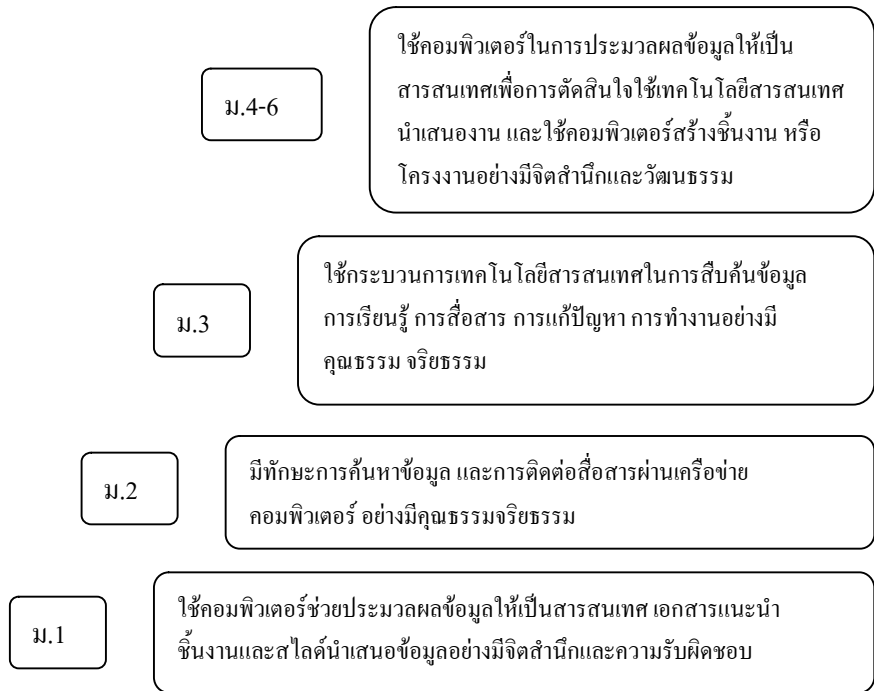 ม.4-6
ใช้คอมพิวเตอร์ในการประมวลผลข้อมูลให้เป็น
สารสนเทศเพื่อการตัดสินใจใช้เทคโนโลยีสารสนเทศ
นำเสนองาน และใช้คอมพิวเตอร์สร้างชิ้นงาน หรือ
โครงงานอย่างมีจิตสำนึกและวัฒนธรรม
ม.3
ใช้กระบวนการเทคโนโลยีสารสนเทศในการสืบค้นข้อมูล
การเรียนรู้ การสื่อสาร การแก้ปัญหา การทำงานอย่างมี
คุณธรรม จริยธรรม
ม.2
มีทักษะการค้นหาข้อมูล และการติดต่อสื่อสารผ่านเครือข่าย
คอมพิวเตอร์ อย่างมีคุณธรรมจริยธรรม
ม.1
ใช้คอมพิวเตอร์ช่วยประมวลผลข้อมูลให้เป็นสารสนเทศ เอกสารแนะนำ
ชิ้นงานและสไลด์นำเสนอข้อมูลอย่างมีจิตสำนึกและความรับผิดชอบ